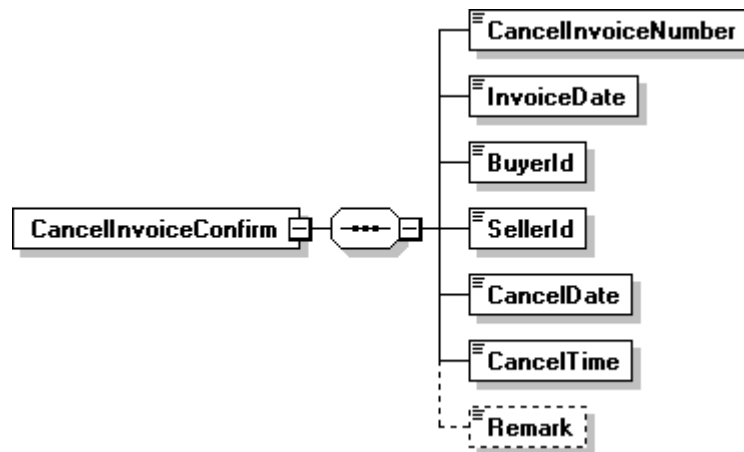 CancelInvoiceNumber
InvoiceDate
BuyerId
SellerId
CancelInvoiceConfirm
CancelDate
CancelTime
Remark